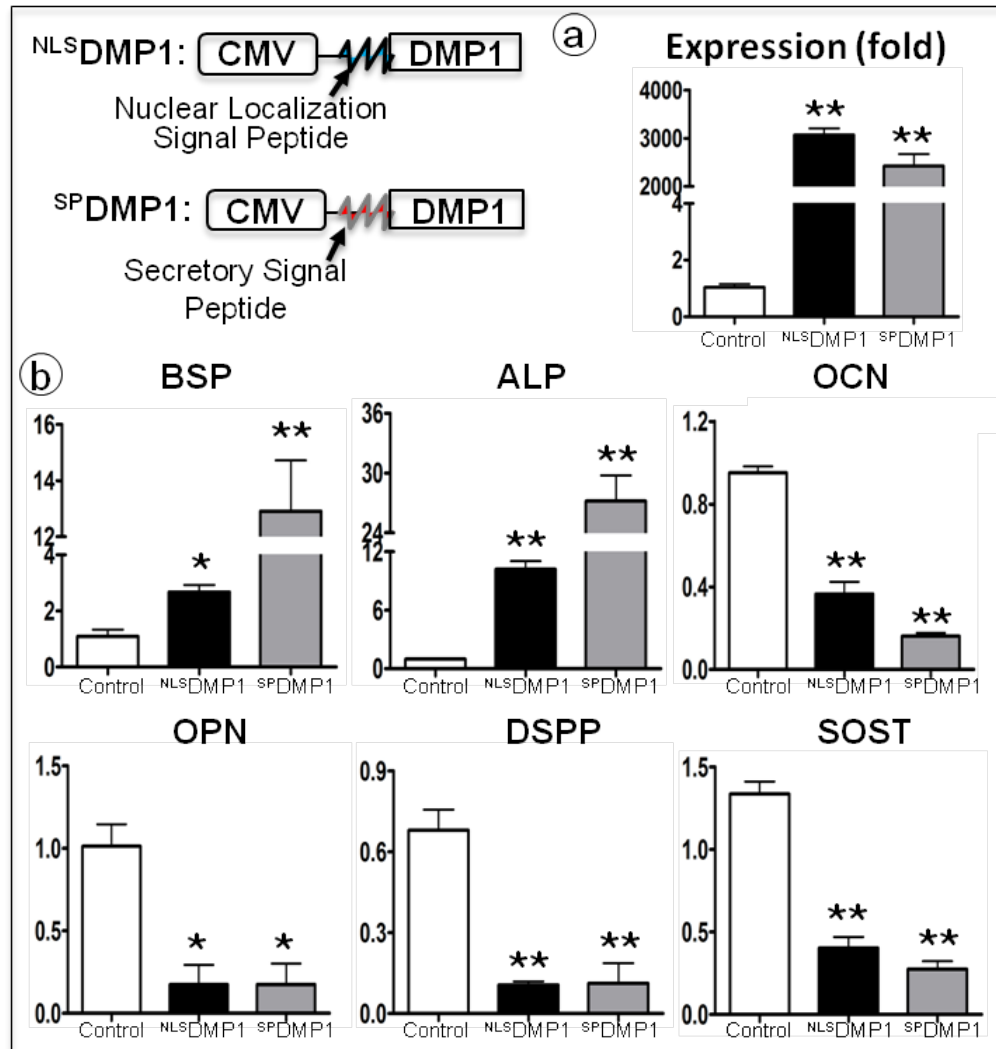 NLSDMP1: CMV DMP1
Nuclear Localization
Signal Peptide
SPDMP1: CMV DMP1
Secretory Signal
Peptide
a
Expression (fold)
4000
3000
2000
4
2
0
** **
Control NLSDMP1 SPDMP1
b
BSP
16
14
12
4
2
0
* **
Control NLSDMP1 SPDMP1
ALP
36
30
24
12
6
0
** **
Control NLSDMP1 SPDMP1
OCN
1.2
0.8
0.4
0.0
** **
Control NLSDMP1 SPDMP1
OPN
1.5
1.0
0.5
0.0
* *
Control NLSDMP1 SPDMP1
DSPP
0.9
0.6
0.3
0.0
** **
Control NLSDMP1 SPDMP1
SOST
1.5
1.0
0.5
0.0
** **
Control NLSDMP1 SPDMP1